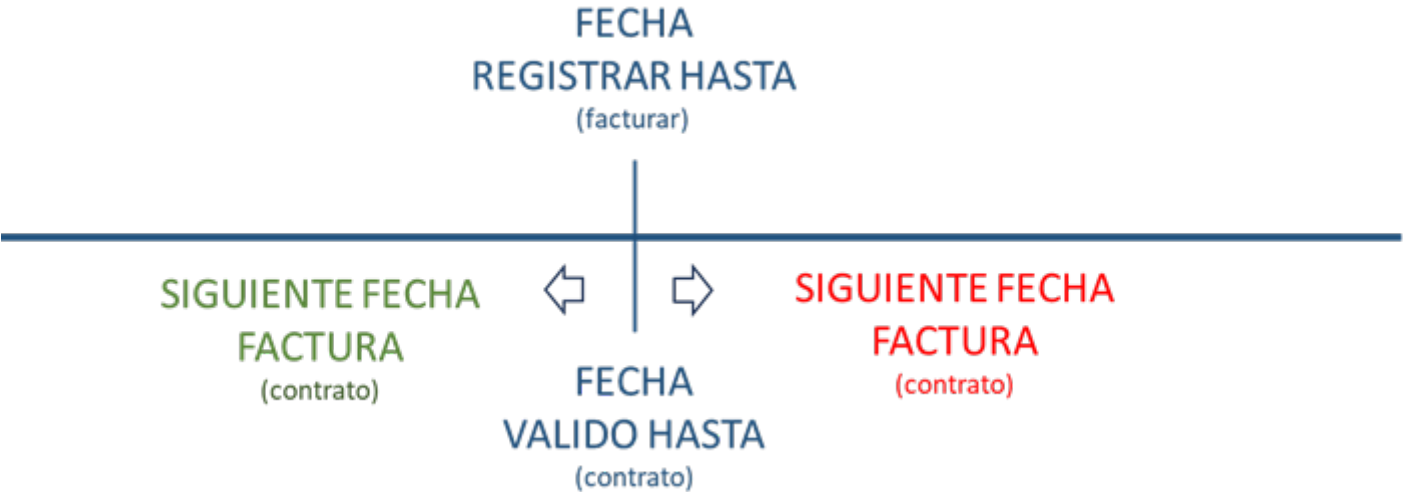 FECHA
REGISTRAR HASTA
(facturar)
SIGUIENTE FECHA
FACTURA
(contrato)
FECHA
VALIDO HASTA
(contrato)
SIGUIENTE FECHA
FACTURA
(contrato)